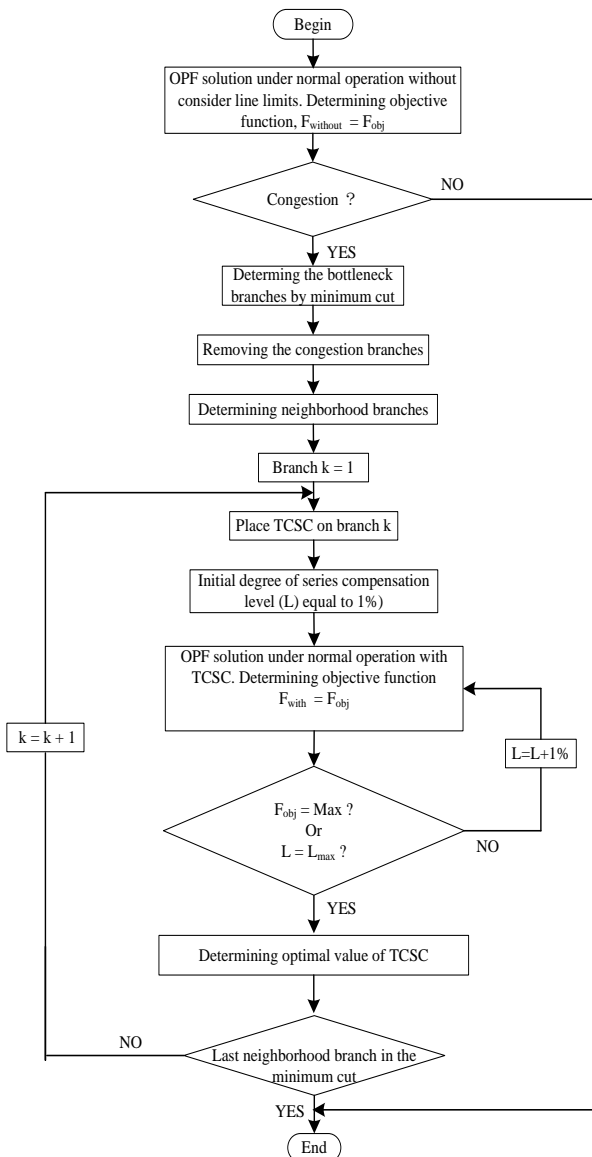 Begin
OPF solution under normal operation without
consider line limits. Determining objective
function, Fwithout = Fobj
Congestion ?
NO
YES
Determing the bottleneck
branches by minimum cut
Removing the congestion branches
Determining neighborhood branches
Branch k = 1
Place TCSC on branch k
Initial degree of series compensation
level (L) equal to 1%)
OPF solution under normal operation with
TCSC. Determining objective function
Fwith = Fobj
k = k + 1
L=L+1%
Fobj = Max ?
Or
L = Lmax ?
NO
YES
Determining optimal value of TCSC
NO
Last neighborhood branch in the
minimum cut
YES
End